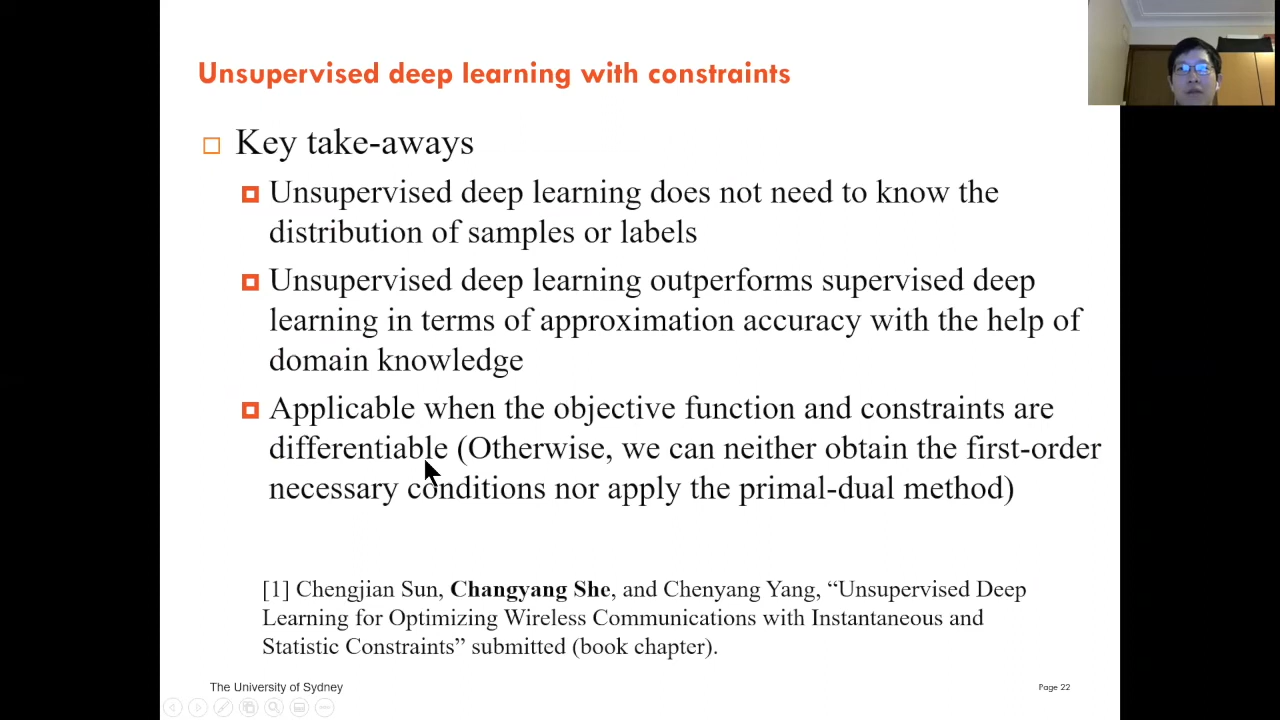 Unsupervised deep learning with constraints
Key take-aways
Unsupervised deep learning does not need to know the
distribution of samples or labels
Unsupervised deep learning outperforms supervised deep
learning in terms of approximation accuracy with the help of
domain knowledge
Applicable when the objective function and constraints are
differentiable (Otherwise, we can neither obtain the first-order
necessary conditions nor apply the primal-dual method)
[1] Chengjian Sun, Changyang She, and Chenyang Yang, “Unsupervised Deep
Learning for Optimizing Wireless Communications with Instantaneous and
Statistic Constraints” submitted (book chapter).
The University of Sydney
Page 22